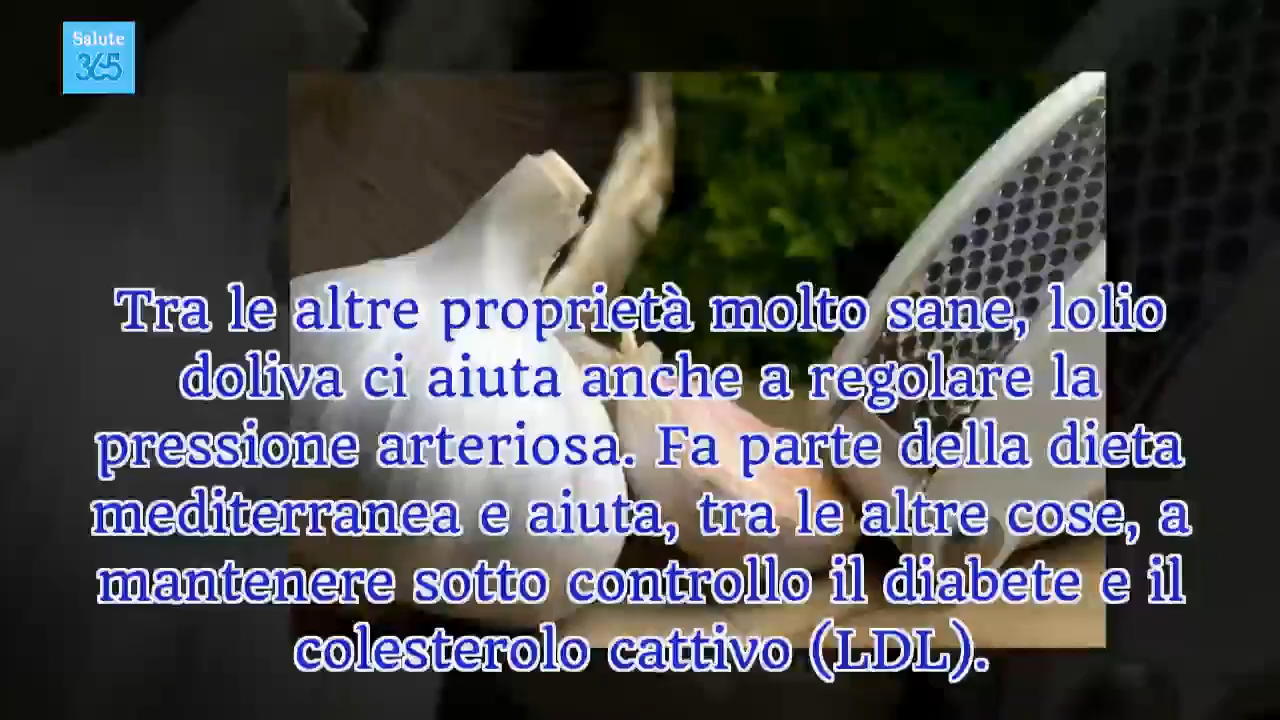 Salute
365
Tra le altre proprietà molto sane, lolio
doliva ci aiuta anche a regolare la
pressione arteriosa. Fa parte della dieta
mediterranea e aiuta, tra le altre cose, a
mantenere sotto controllo il diabete e il
colesterolo cattivo (LDL).